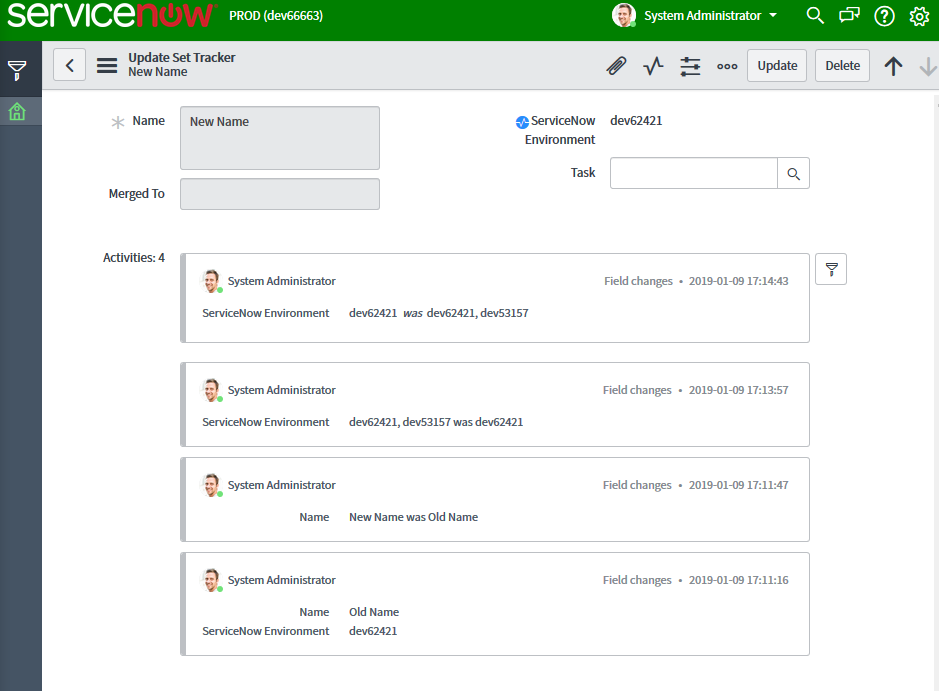 servicenow PROD (dev66663) System Administrator
Update Set Tracker
New Name
Update Delete
Name New Name
ServiceNow Environment dev62421
Task
Merged To
Activities: 4
System Administrator Field changes • 2019-01-09 17:14:43
ServiceNow Environment dev62421 was dev62421, dev53157
System Administrator Field changes • 2019-01-09 17:13:57
ServiceNow Environment dev62421, dev53157 was dev62421
System Administrator Field changes • 2019-01-09 17:11:47
Name New Name was Old Name
System Administrator Field changes • 2019-01-09 17:11:16
Name Old Name
ServiceNow Environment dev62421